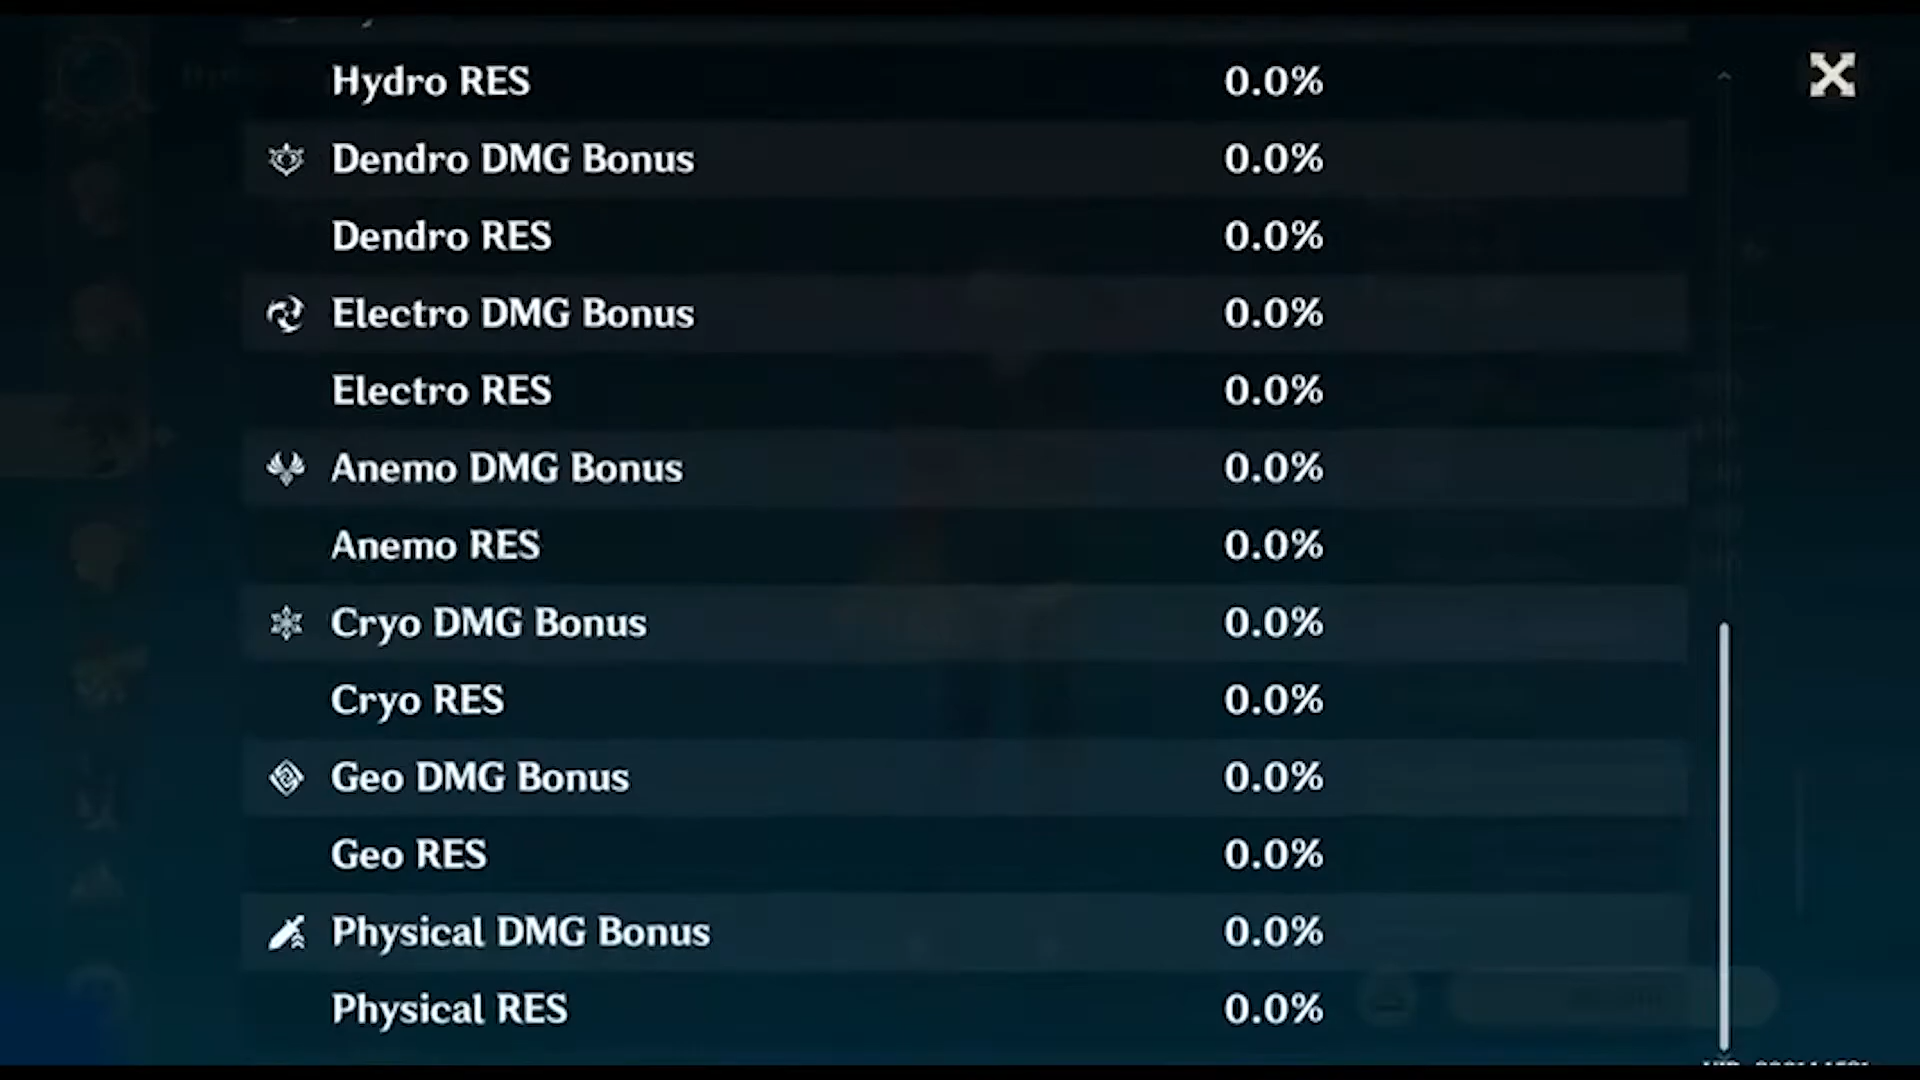 Hydro RES 0.0%
Dendro DMG Bonus 0.0%
Dendro RES 0.0%
Electro DMG Bonus 0.0%
Electro RES 0.0%
Anemo DMG Bonus 0.0%
Anemo RES 0.0%
Cryo DMG Bonus 0.0%
Cryo RES 0.0%
Geo DMG Bonus 0.0%
Geo RES 0.0%
Physical DMG Bonus 0.0%
Physical RES 0.0%